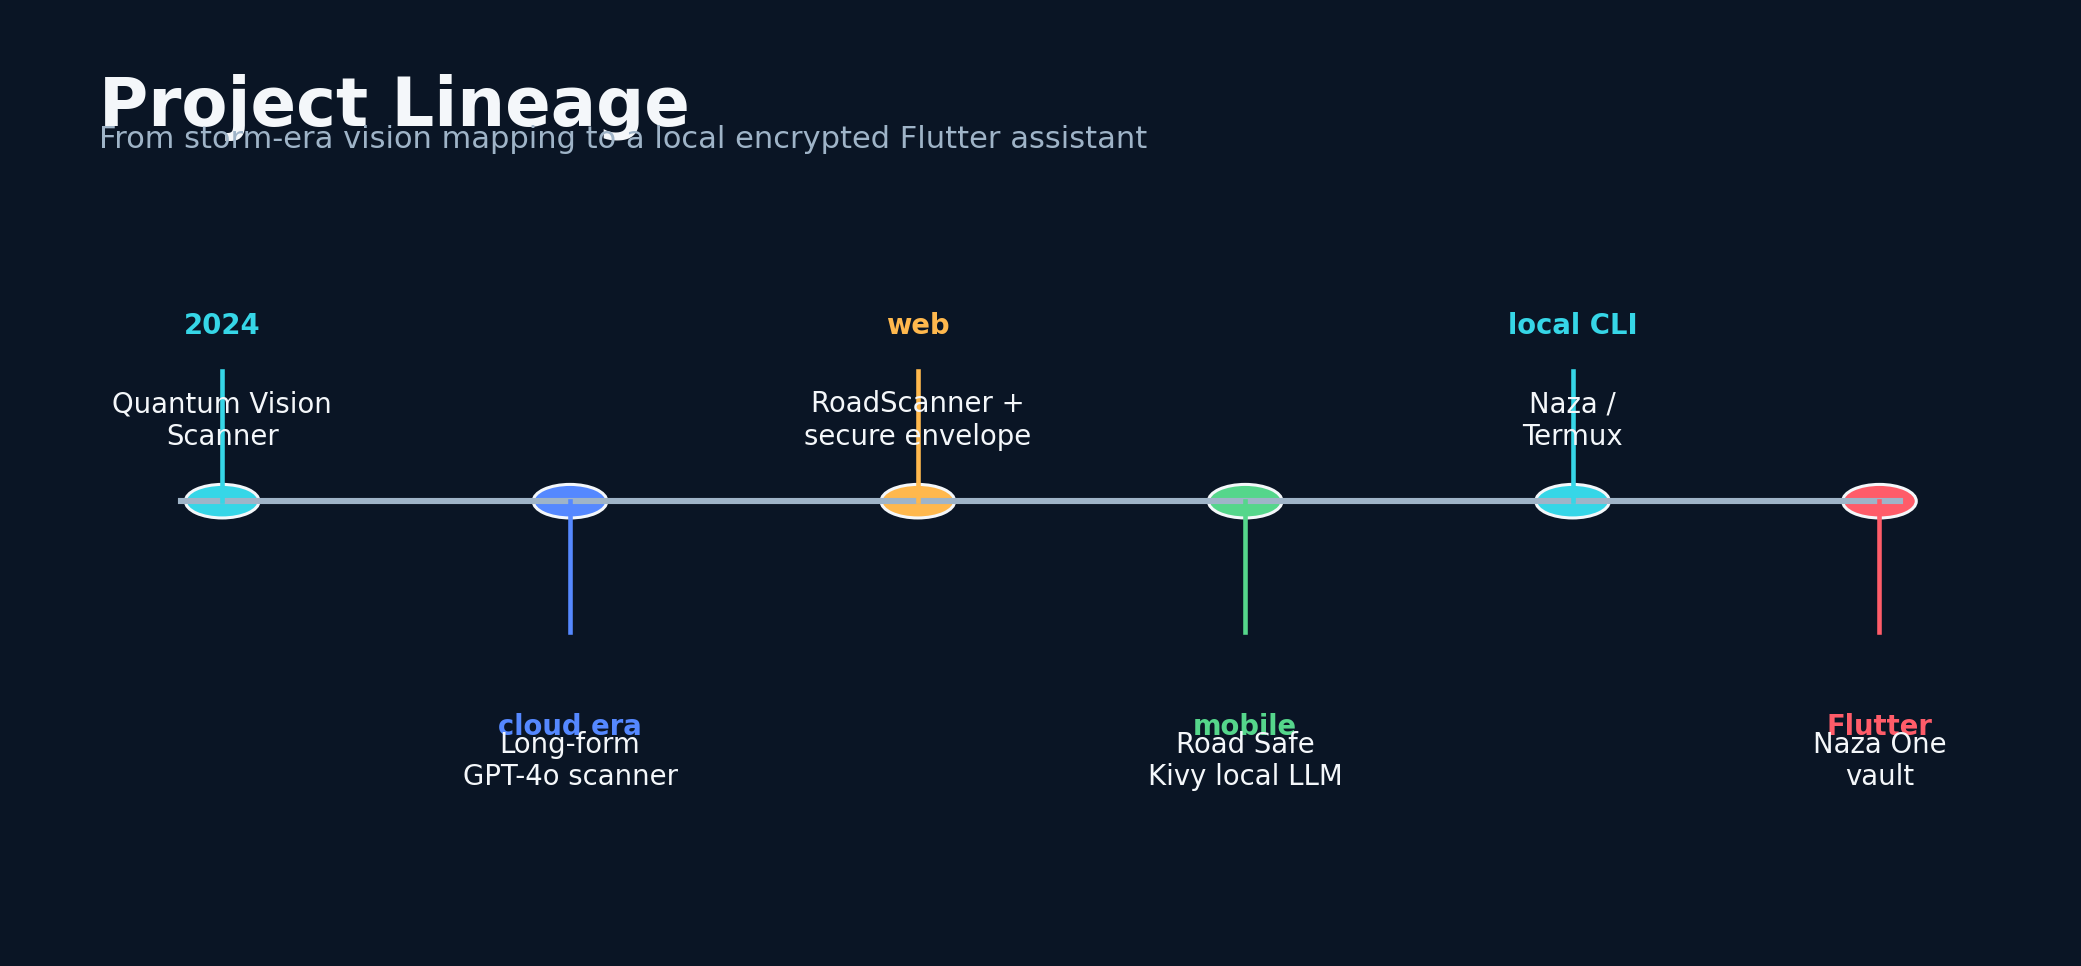 Project Lineage
From storm-era vision mapping to a local encrypted Flutter assistant
2024
Quantum Vision
Scanner
cloud era
Long-form
GPT-4o scanner
web
RoadScanner +
secure envelope
mobile
Road Safe
Kivy local LLM
local CLI
Naza /
Termux
Flutter
Naza One
vault